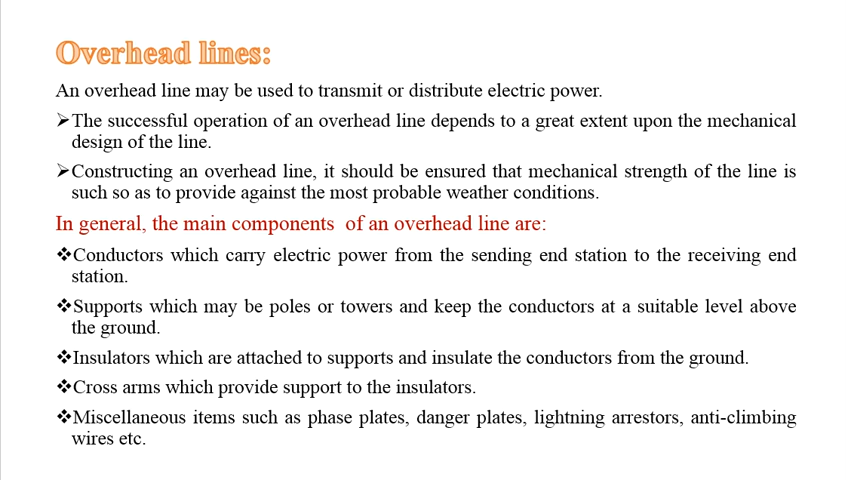 Overhead lines:
An overhead line may be used to transmit or distribute electric power.
➢The successful operation of an overhead line depends to a great extent upon the mechanical
design of the line.
➢Constructing an overhead line, it should be ensured that mechanical strength of the line is
such so as to provide against the most probable weather conditions.
In general, the main components of an overhead line are:
❖Conductors which carry electric power from the sending end station to the receiving end
station.
❖Supports which may be poles or towers and keep the conductors at a suitable level above
the ground.
❖Insulators which are attached to supports and insulate the conductors from the ground.
❖Cross arms which provide support to the insulators.
❖Miscellaneous items such as phase plates, danger plates, lightning arrestors, anti-climbing
wires etc.